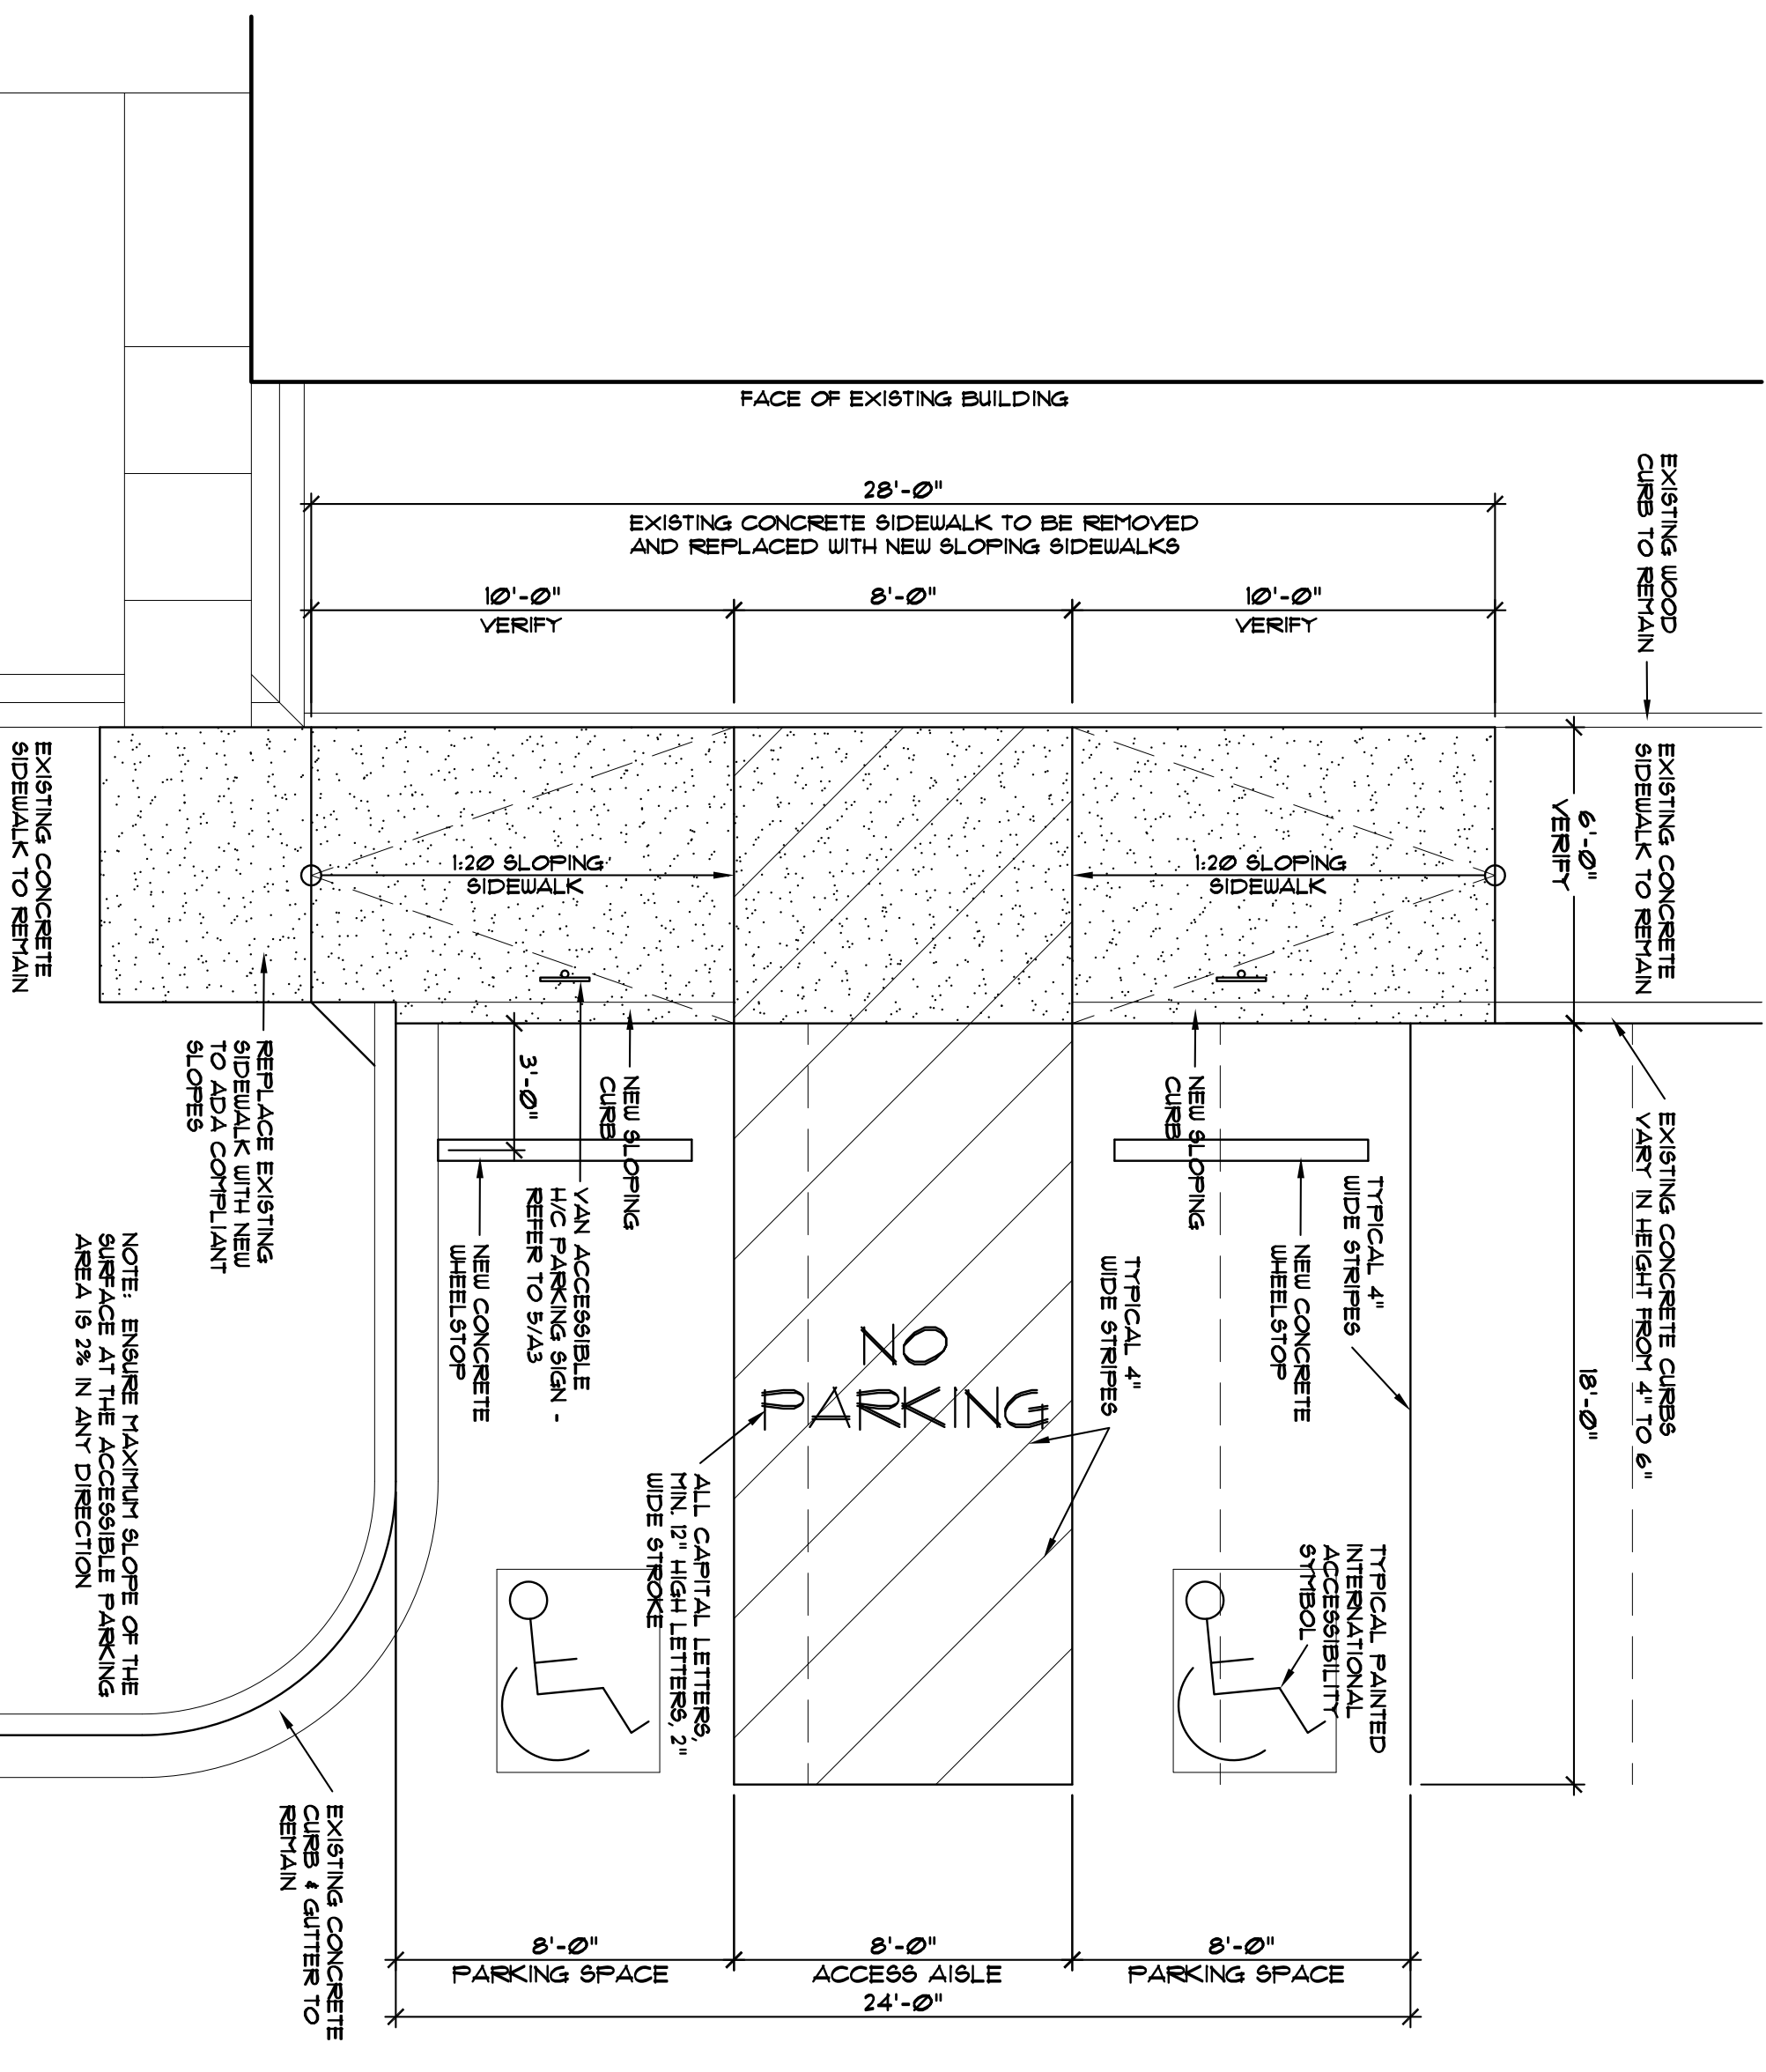 FACE OF EXISTING BUILDING
28'-0"
EXISTING CONCRETE SIDEWALK TO BE REMOVED
AND REPLACED WITH NEW SLOPING SIDEWALKS
10'-0"
VERIFY
8'-0"
10'-0"
VERIFY
EXISTING WOOD
CURB TO REMAIN
EXISTING CONCRETE
SIDEWALK TO REMAIN
6'-0"
VERIFY
EXISTING CONCRETE
SIDEWALK TO REMAIN
1:20 SLOPING
SIDEWALK
1:20 SLOPING
SIDEWALK
REPLACE EXISTING
SIDEWALK WITH NEW
TO ADA COMPLIANT
SLOPES
3'-0"
NEW SLOPING
CURB
NEW SLOPING
CURB
EXISTING CONCRETE CURBS
VARY IN HEIGHT FROM 4" TO 6"
VAN ACCESSIBLE
H/C PARKING SIGN -
REFER TO 5/A3
NEW CONCRETE
WHEELSTOP
NEW CONCRETE
WHEELSTOP
TYPICAL 4"
WIDE STRIPES
TYPICAL 4"
WIDE STRIPES
18'-0"
NO
PARKING
NOTE: ENSURE MAXIMUM SLOPE OF THE
SURFACE AT THE ACCESSIBLE PARKING
AREA IS 2% IN ANY DIRECTION
ALL CAPITAL LETTERS,
MIN. 12" HIGH LETTERS, 2"
WIDE STROKE
TYPICAL PAINTED
INTERNATIONAL
ACCESSIBILITY
SYMBOL
EXISTING CONCRETE
CURB & GUTTER TO
REMAIN
8'-0"
PARKING SPACE
8'-0"
ACCESS AISLE
8'-0"
PARKING SPACE
24'-0"